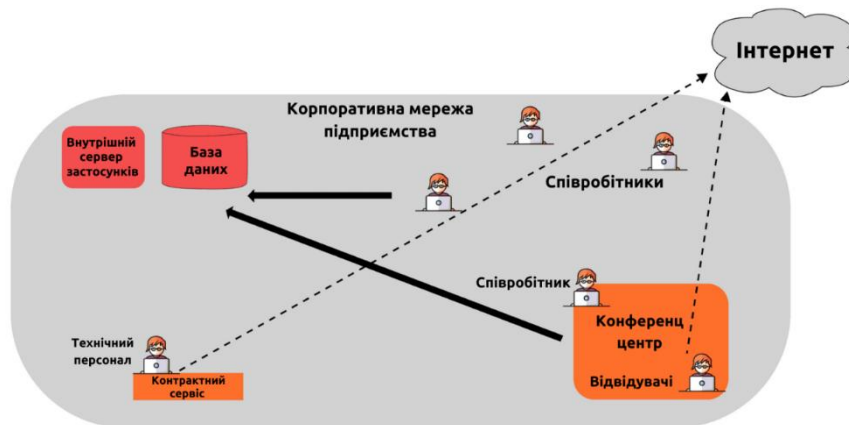 Інтернет
Корпоративна мережа
підприємства
Внутрішній
сервер
застосунків
База
даних
Співробітники
Співробітник
Конференц
центр
Відвідувачі
Технічний
персонал
Контрактний
сервіс